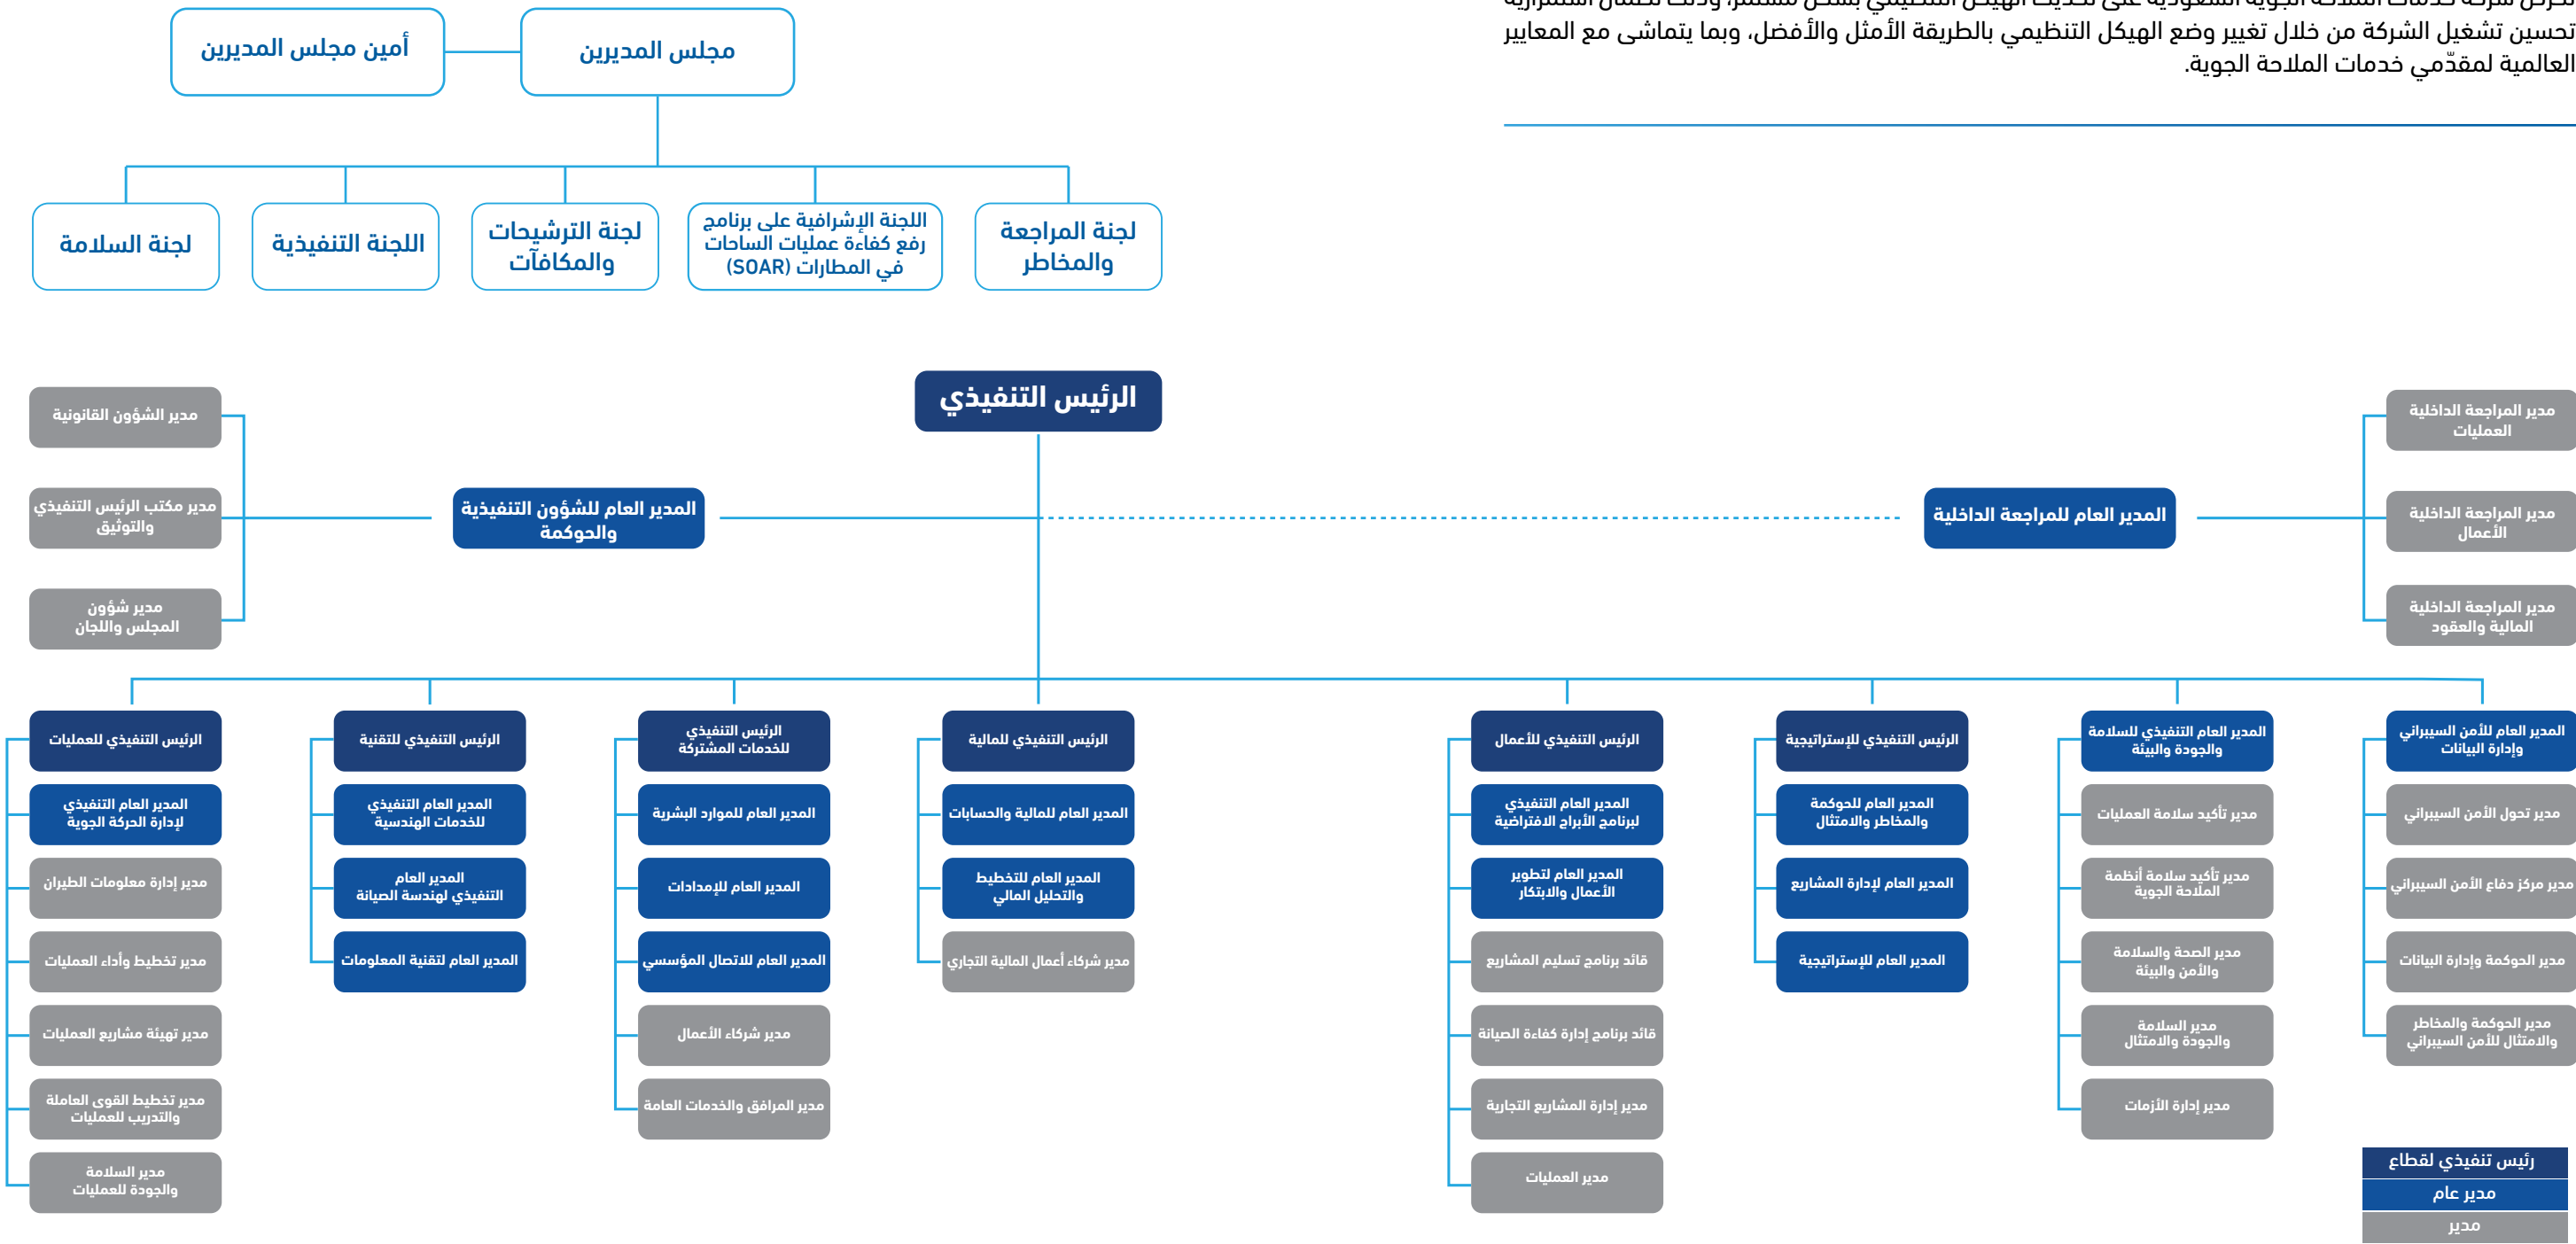 تحسين تشغيل الشركة من خلال تغيير وضع الهيكل التنظيمي بالطريقة الأمثل والأفضل، وبما يتماشى مع المعايير
العالمية لمقدّمي خدمات الملاحة الجوية.
مجلس المديرين
أمين مجلس المديرين
لجنة المراجعة
والمخاطر
اللجنة الإشرافية على برنامج
رفع كفاءة عمليات الساحات
في المطارات (SOAR)
لجنة الترشيحات
والمكافآت
اللجنة التنفيذية
لجنة السلامة
الرئيس التنفيذي
مدير المراجعة الداخلية
العمليات
مدير المراجعة الداخلية
الأعمال
مدير المراجعة الداخلية
المالية والعقود
المدير العام للمراجعة الداخلية
المدير العام للشؤون التنفيذية
والحوكمة
مدير الشؤون القانونية
مدير مكتب الرئيس التنفيذي
والتوثيق
مدير شؤون
المجلس واللجان
المدير العام للأمن السيبراني
وإدارة البيانات
مدير تحول الأمن السيبراني
مدير مركز دفاع الأمن السيبراني
مدير الحوكمة وإدارة البيانات
مدير الحوكمة والمخاطر
والامتثال للأمن السيبراني
المدير العام التنفيذي للسلامة
والجودة والبيئة
مدير تأكيد سلامة العمليات
مدير تأكيد سلامة أنظمة
الملاحة الجوية
مدير الصحة والسلامة
والأمن والبيئة
مدير السلامة
والجودة والامتثال
مدير إدارة الأزمات
الرئيس التنفيذي للإستراتيجية
المدير العام للحوكمة
والمخاطر والامتثال
المدير العام لإدارة المشاريع
المدير العام للإستراتيجية
الرئيس التنفيذي للأعمال
المدير العام التنفيذي
لبرنامج الأبراج الافتراضية
المدير العام لتطوير
الأعمال والابتكار
قائد برنامج تسليم المشاريع
قائد برنامج إدارة كفاءة الصيانة
مدير إدارة المشاريع التجارية
مدير العمليات
الرئيس التنفيذي للمالية
المدير العام للمالية والحسابات
المدير العام للتخطيط
والتحليل المالي
مدير شركاء أعمال المالية التجاري
الرئيس التنفيذي
للخدمات المشتركة
المدير العام للموارد البشرية
المدير العام للإمدادات
المدير العام للاتصال المؤسسي
مدير شركاء الأعمال
مدير المرافق والخدمات العامة
الرئيس التنفيذي للتقنية
المدير العام التنفيذي
للخدمات الهندسية
المدير العام
التنفيذي لهندسة الصيانة
المدير العام لتقنية المعلومات
الرئيس التنفيذي للعمليات
المدير العام التنفيذي
لإدارة الحركة الجوية
مدير إدارة معلومات الطيران
مدير تخطيط وأداء العمليات
مدير تهيئة مشاريع العمليات
مدير تخطيط القوى العاملة
والتدريب للعمليات
مدير السلامة
والجودة للعمليات
رئيس تنفيذي لقطاع
مدير عام
مدير